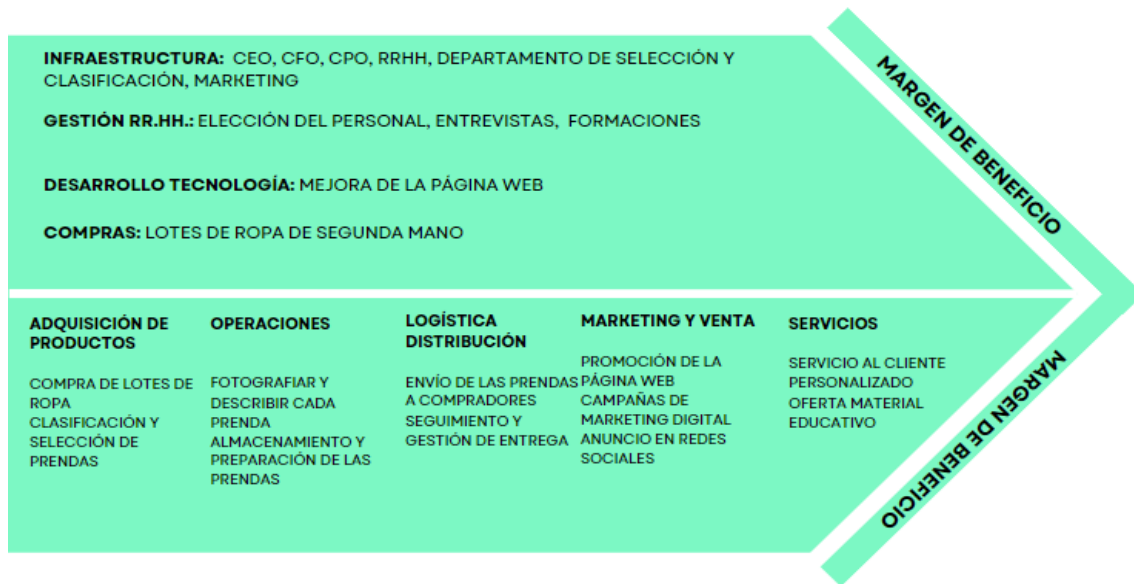 INFRAESTRUCTURA: CEO, CFO, CPO, RRHH, DEPARTAMENTO DE SELECCIÓN Y
CLASIFICACIÓN, MARKETING
GESTIÓN RR.HH.: ELECCIÓN DEL PERSONAL, ENTREVISTAS, FORMACIONES
DESARROLLO TECNOLOGÍA: MEJORA DE LA PÁGINA WEB
COMPRAS: LOTES DE ROPA DE SEGUNDA MANO
MARGEN DE BENEFICIO
ADQUISICIÓN DE
PRODUCTOS
COMPRA DE LOTES DE
ROPA
CLASIFICACIÓN Y
SELECCIÓN DE
PRENDAS
OPERACIONES
FOTOGRAFIAR Y
DESCRIBIR CADA
PRENDA
ALMACENAMIENTO Y
PREPARACIÓN DE LAS
PRENDAS
LOGÍSTICA
DISTRIBUCIÓN
ENVÍO DE LAS PRENDAS
A COMPRADORES
SEGUIMIENTO Y
GESTIÓN DE ENTREGA
MARKETING Y VENTA
PROMOCIÓN DE LA
PÁGINA WEB
CAMPAÑAS DE
MARKETING DIGITAL
ANUNCIO EN REDES
SOCIALES
SERVICIOS
SERVICIO AL CLIENTE
PERSONALIZADO
OFERTA MATERIAL
EDUCATIVO
MARGEN DE BENEFICIO